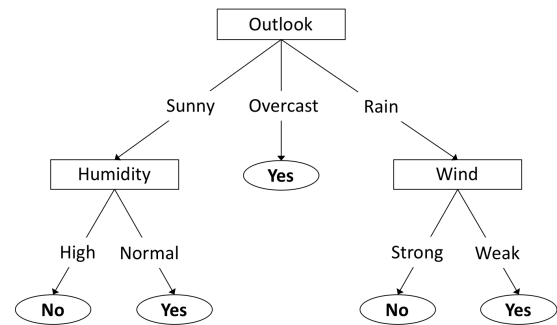 Outlook
Sunny Overcast Rain
Humidity Yes Wind
High Normal Strong Weak
No Yes No Yes